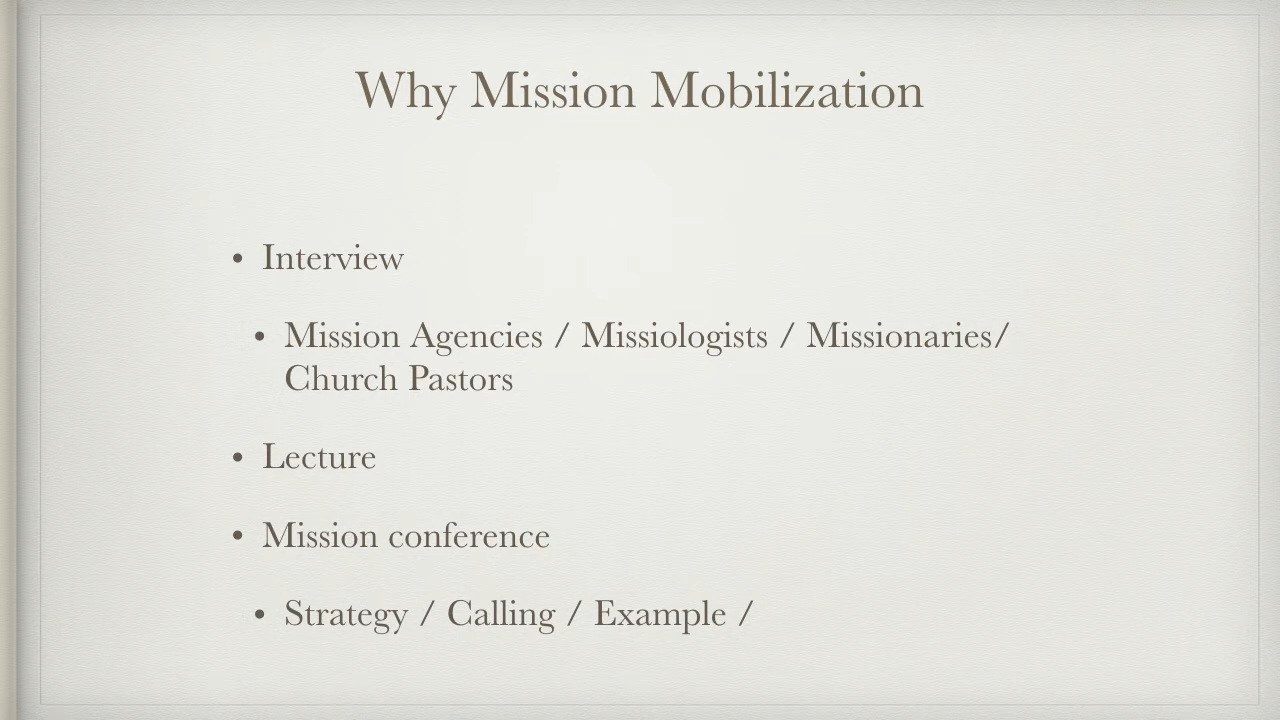 Why Mission Mobilization
• Interview
• Mission Agencies / Missiologists / Missionaries/
Church Pastors
• Lecture
• Mission conference
• Strategy / Calling / Example /